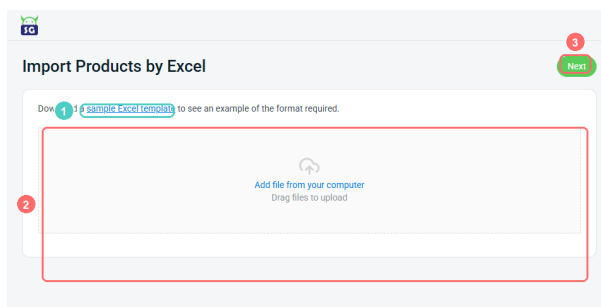 SG
3
Import Products by Excel
Next
1
a sample Excel template to see an example of the format required.
Add file from your computer
Drag files to upload
2